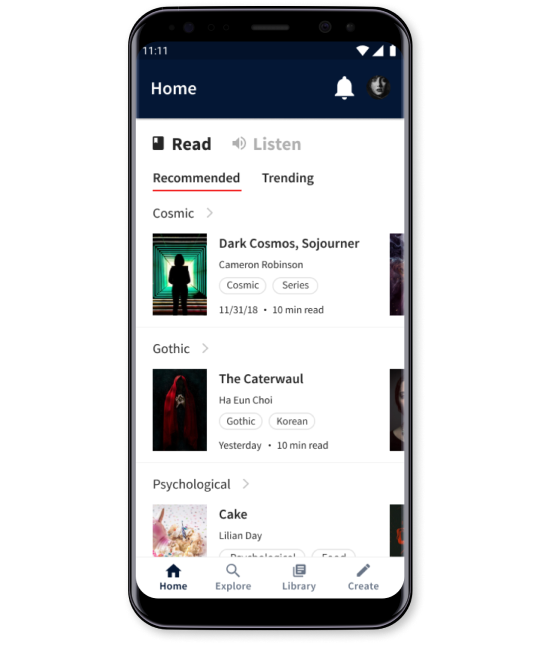 11:11
Home
Read Listen
Recommended Trending
Cosmic
Dark Cosmos, Sojourner
Cameron Robinson
Cosmic Series
11/31/18 • 10 min read
Gothic
The Caterwaul
Ha Eun Choi
Gothic Korean
Yesterday • 10 min read
Psychological
Cake
Lilian Day
Psychological Food
Home Explore Library Create